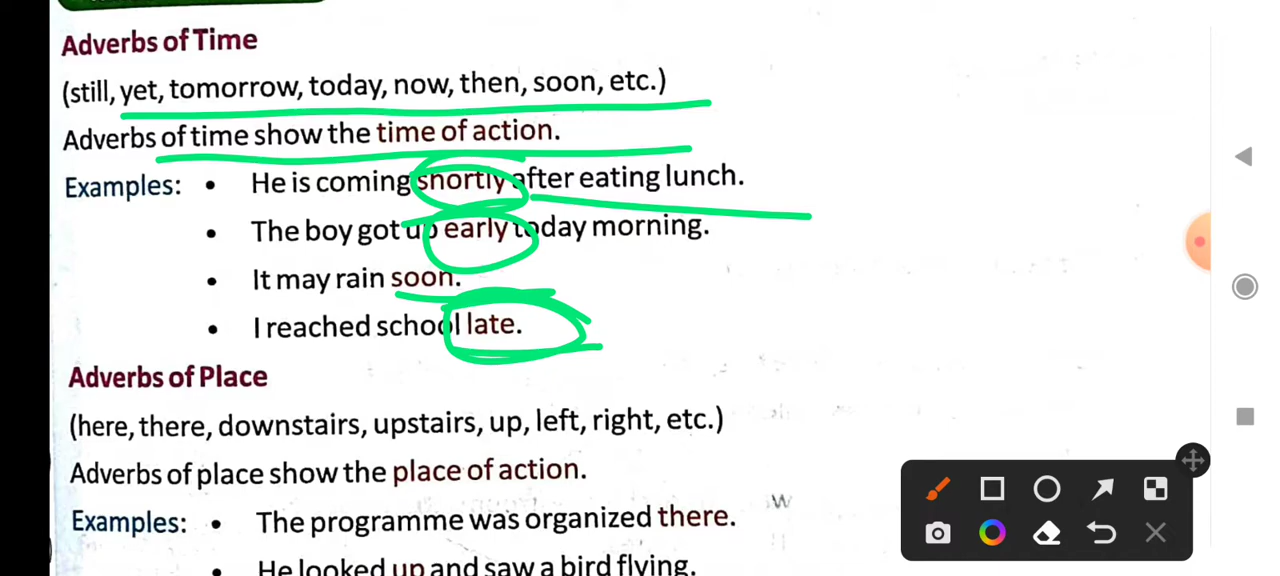 Adverbs of Time
(still, yet, tomorrow, today, now, then, soon, etc.)
Adverbs of time show the time of action.
Examples: • He is coming shortly after eating lunch.
• The boy got up early today morning.
• It may rain soon.
• I reached school late.
Adverbs of Place
(here, there, downstairs, upstairs, up, left, right, etc.)
Adverbs of place show the place of action.
Examples: • The programme was organized there.
• He looked up and saw a bird flying.